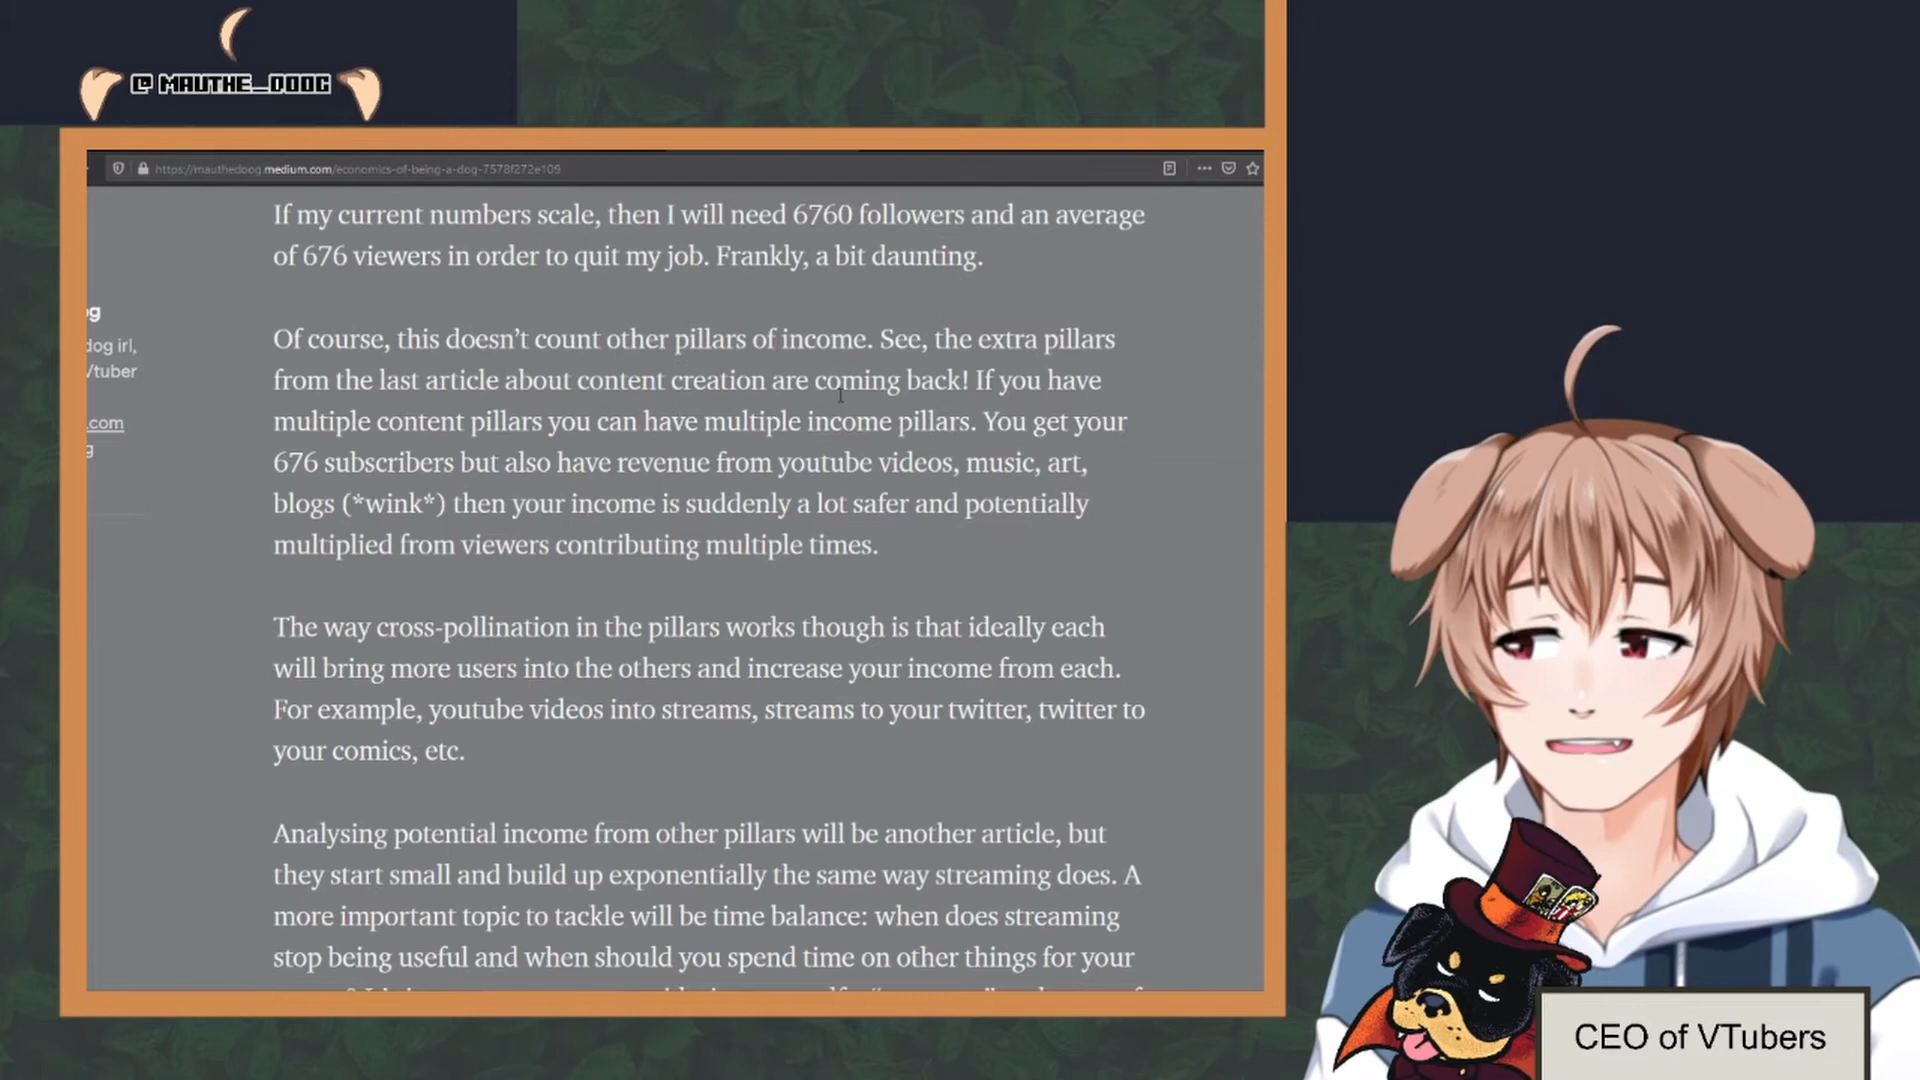 @ MAUTHE_DOOG
https://mauthedoog.medium.com/economics-of-being-a-dog-7578f272e109
If my current numbers scale, then I will need 6760 followers and an average
of 676 viewers in order to quit my job. Frankly, a bit daunting.
og
dog irl,
Vtuber
.com
g
Of course, this doesn’t count other pillars of income. See, the extra pillars
from the last article about content creation are coming back! If you have
multiple content pillars you can have multiple income pillars. You get your
676 subscribers but also have revenue from youtube videos, music, art,
blogs (*wink*) then your income is suddenly a lot safer and potentially
multiplied from viewers contributing multiple times.
The way cross-pollination in the pillars works though is that ideally each
will bring more users into the others and increase your income from each.
For example, youtube videos into streams, streams to your twitter, twitter to
your comics, etc.
Analysing potential income from other pillars will be another article, but
they start small and build up exponentially the same way streaming does. A
more important topic to tackle will be time balance: when does streaming
stop being useful and when should you spend time on other things for your
CEO of VTubers